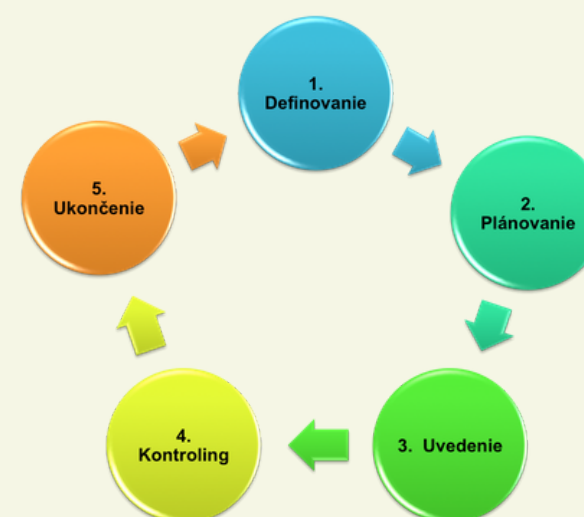 1.
Definovanie
2.
Plánovanie
3. Uvedenie
4.
Kontroling
5.
Ukončenie